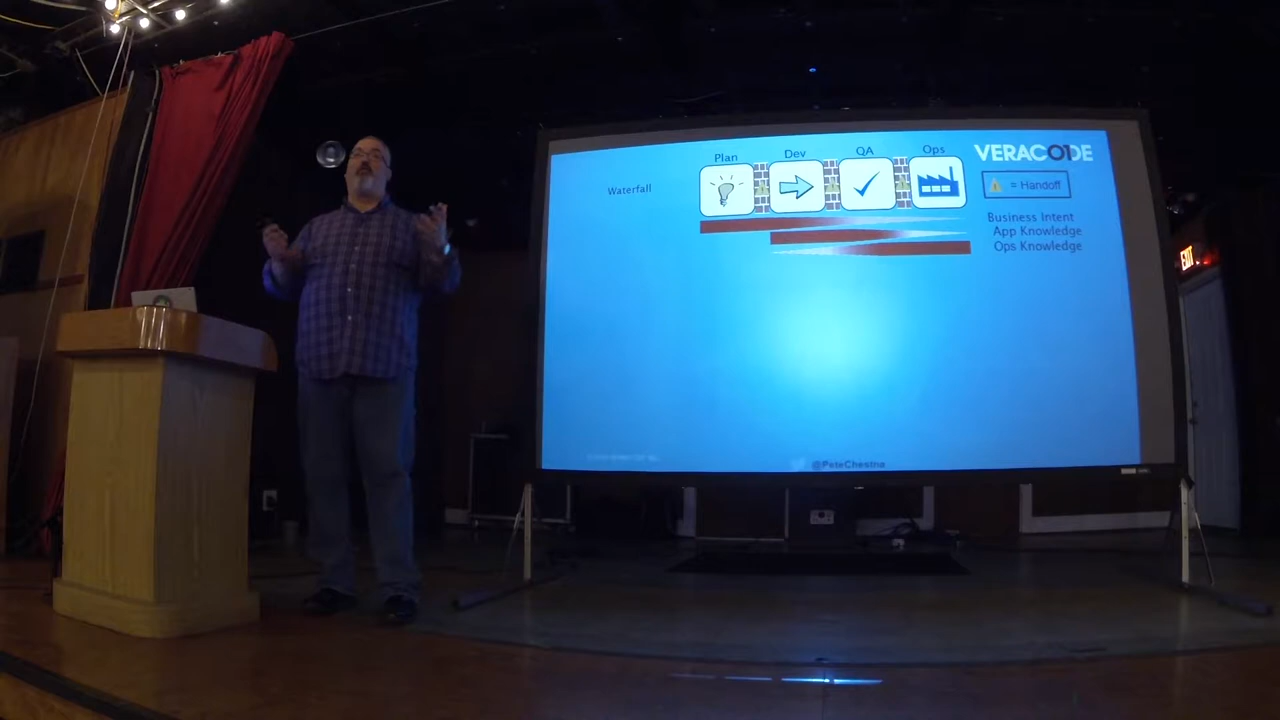 Plan Dev QA Ops
VERACODE
Waterfall
= Handoff
Business Intent
App Knowledge
Ops Knowledge
@PeteChestna
EXIT